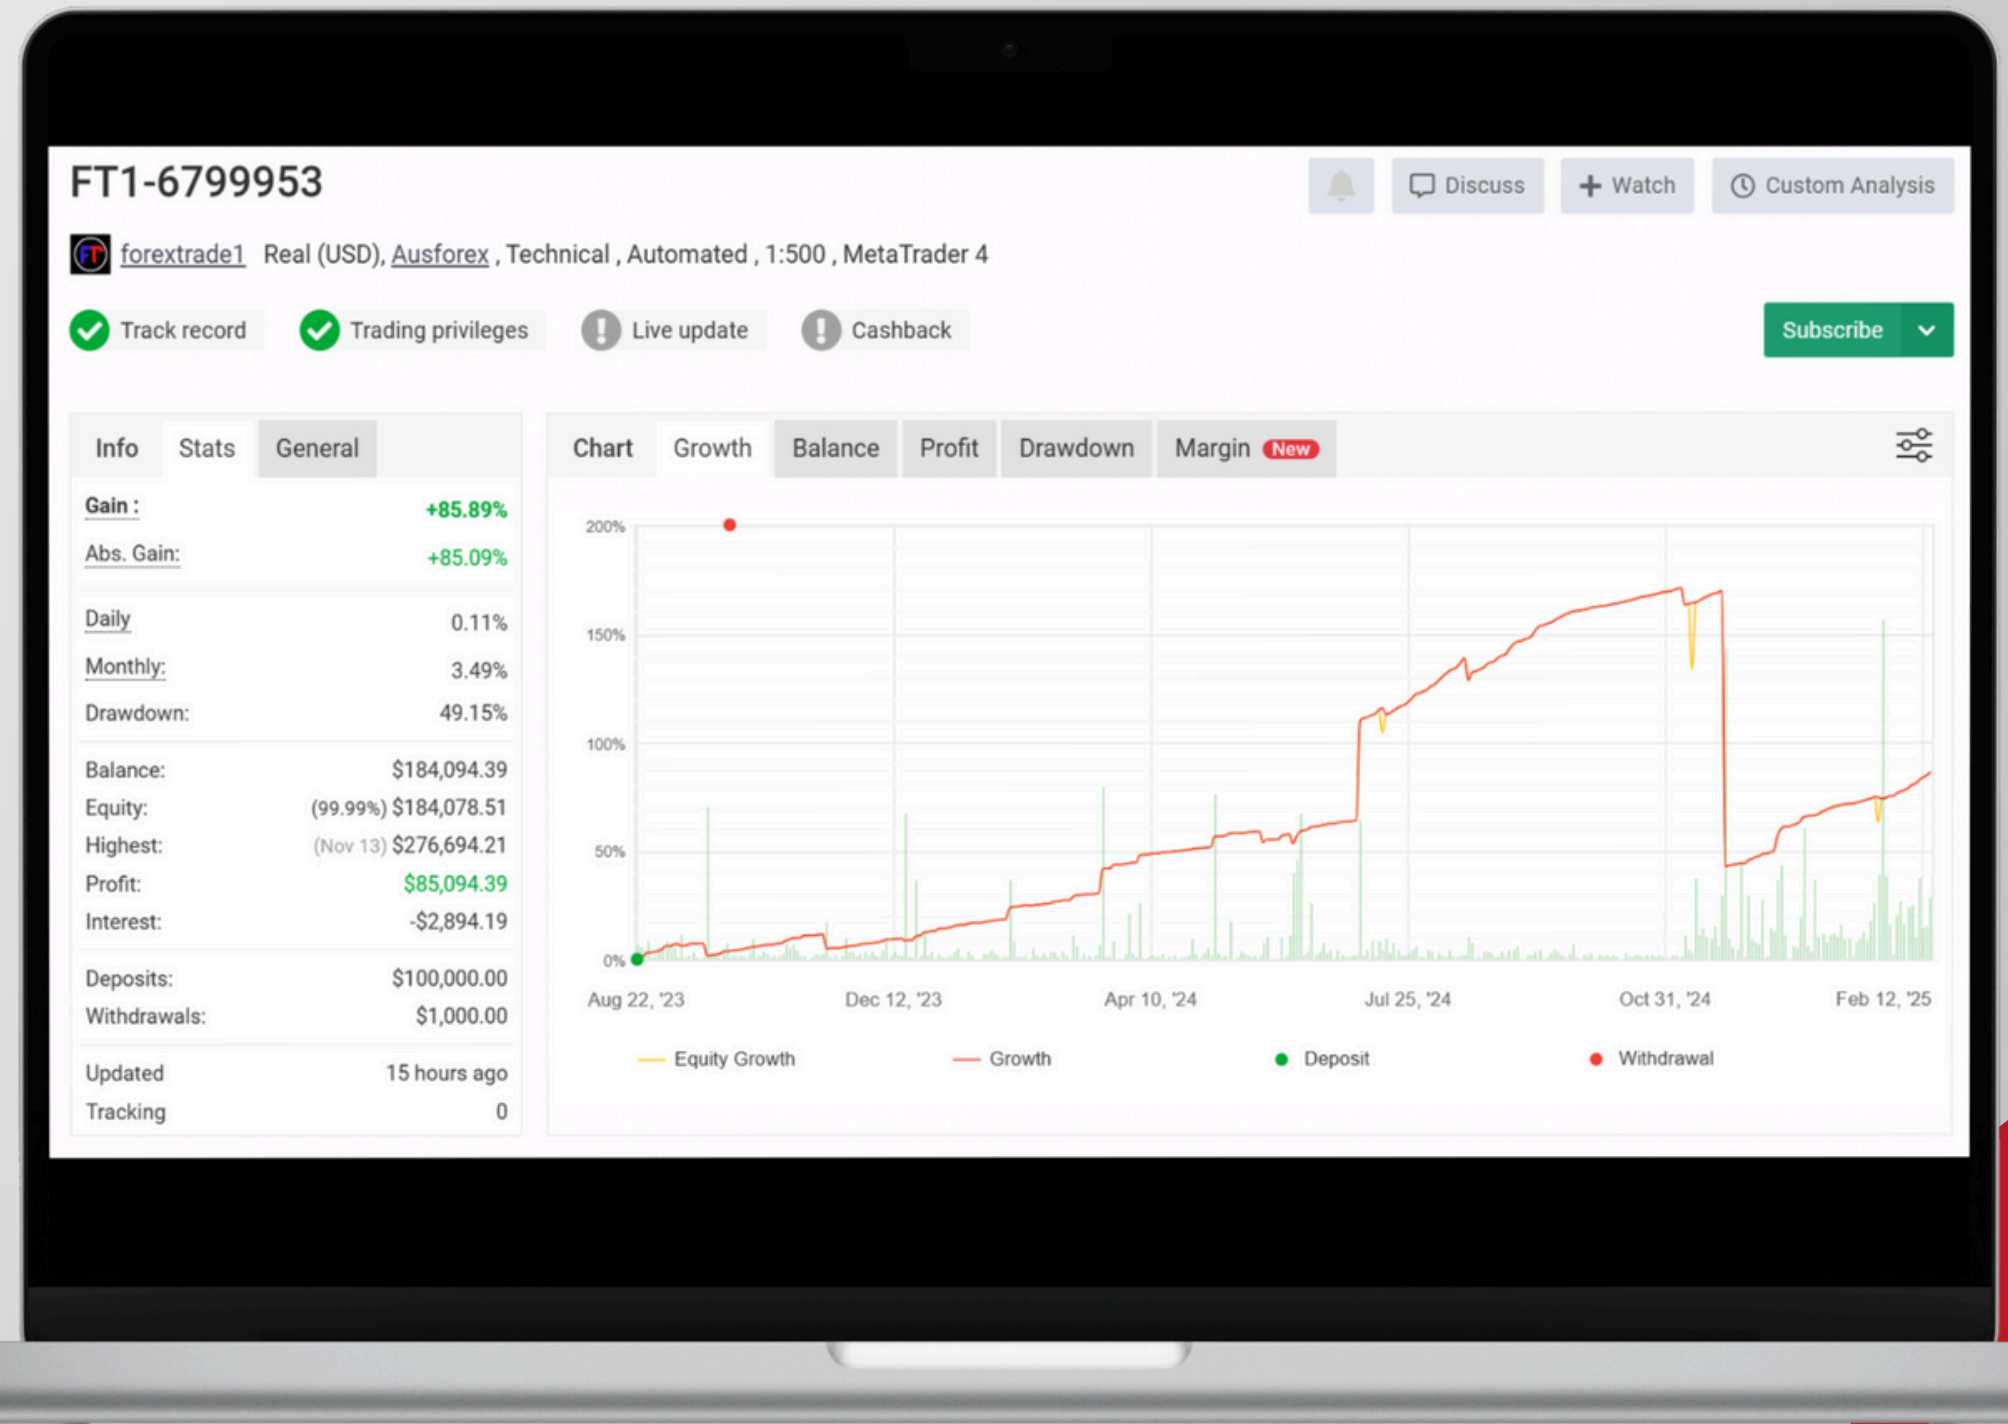 FT1-6799953
Discuss
Watch
Custom Analysis
FT forextrade1 Real (USD), Ausforex , Technical , Automated , 1:500 , MetaTrader 4
Track record
Trading privileges
Live update
Cashback
Subscribe
Info Stats General
Gain : +85.89%
Abs. Gain: +85.09%
Daily 0.11%
Monthly: 3.49%
Drawdown: 49.15%
Balance: $184,094.39
Equity: (99.99%) $184,078.51
Highest: (Nov 13) $276,694.21
Profit: $85,094.39
Interest: -$2,894.19
Deposits: $100,000.00
Withdrawals: $1,000.00
Updated 15 hours ago
Tracking 0
Chart Growth Balance Profit Drawdown Margin New
200%
150%
100%
50%
0%
Aug 22, '23 Dec 12, '23 Apr 10, '24 Jul 25, '24 Oct 31, '24 Feb 12, '25
Equity Growth Growth Deposit Withdrawal